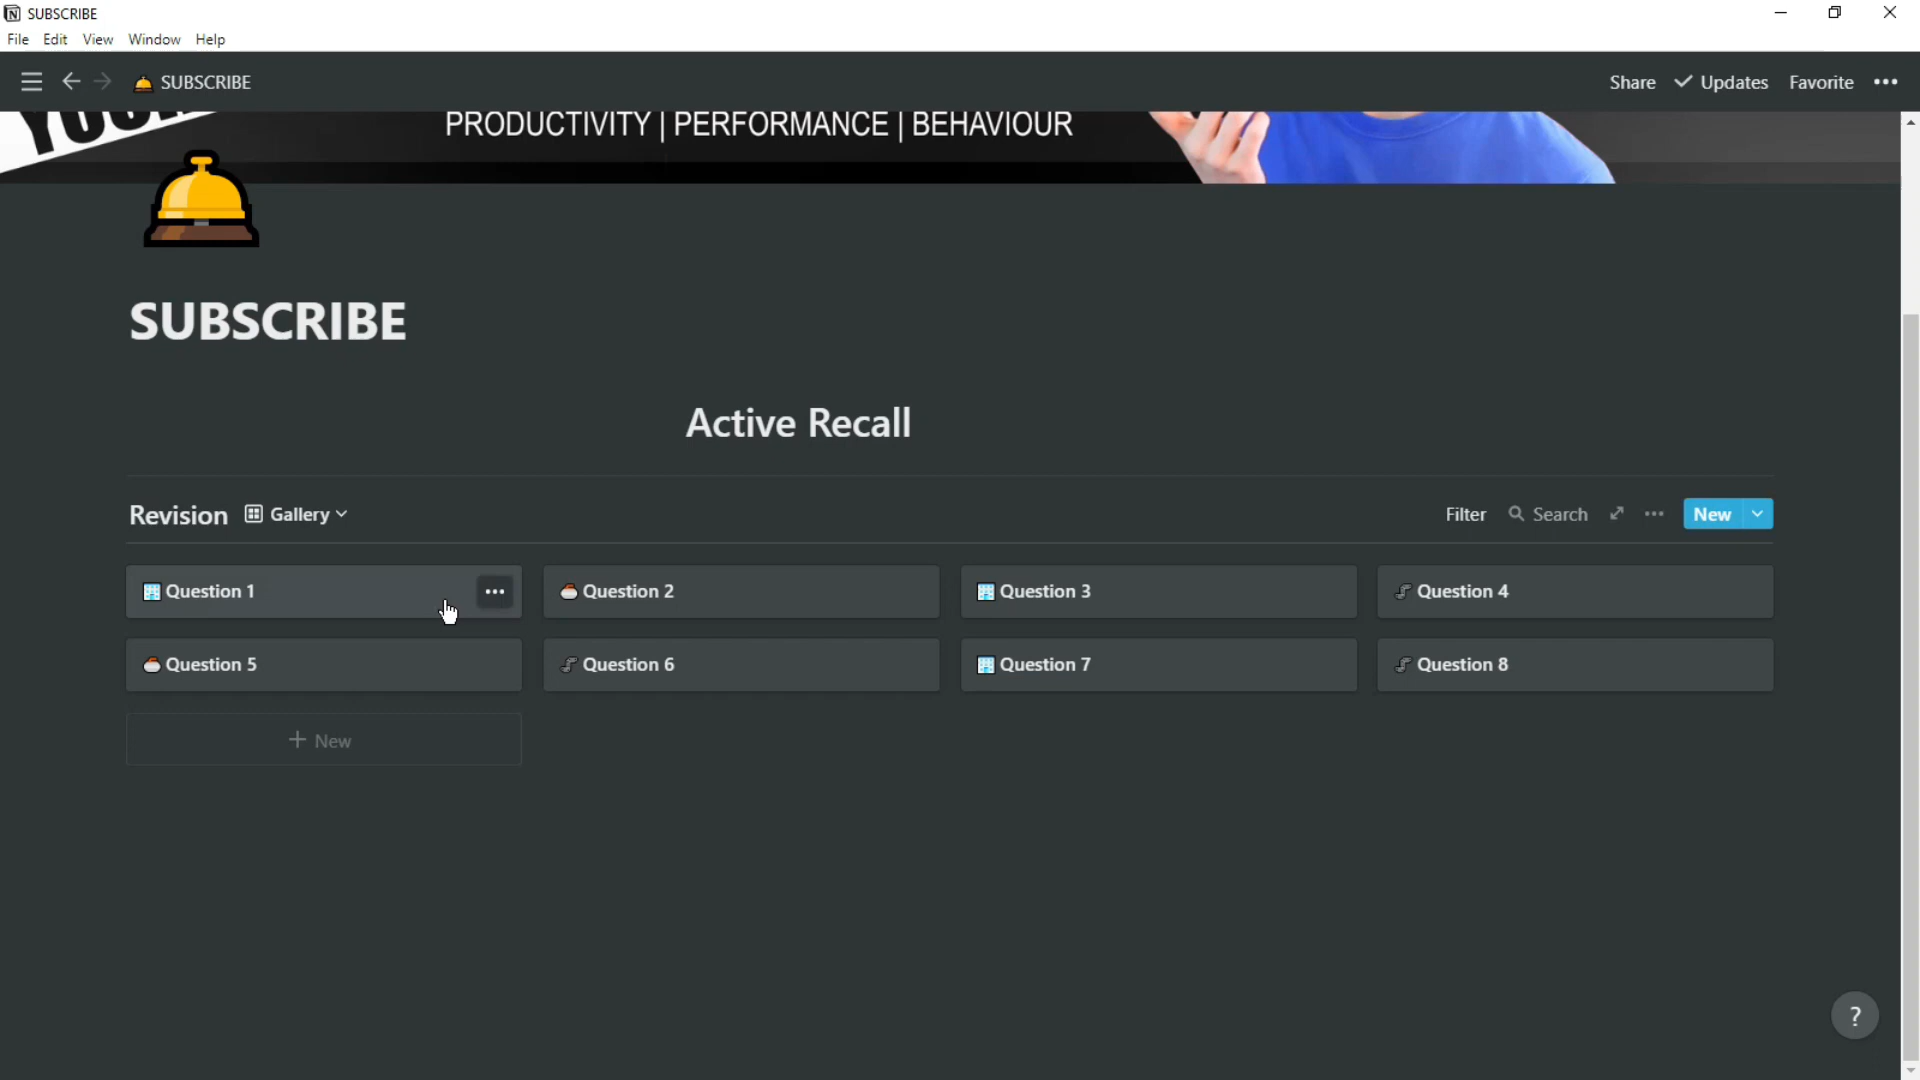 SUBSCRIBE
File Edit View Window Help
SUBSCRIBE
Share Updates Favorite
PRODUCTIVITY | PERFORMANCE | BEHAVIOUR
SUBSCRIBE
Active Recall
Revision Gallery
Filter Search New
Question 1 Question 2 Question 3 Question 4
Question 5 Question 6 Question 7 Question 8
+ New
?